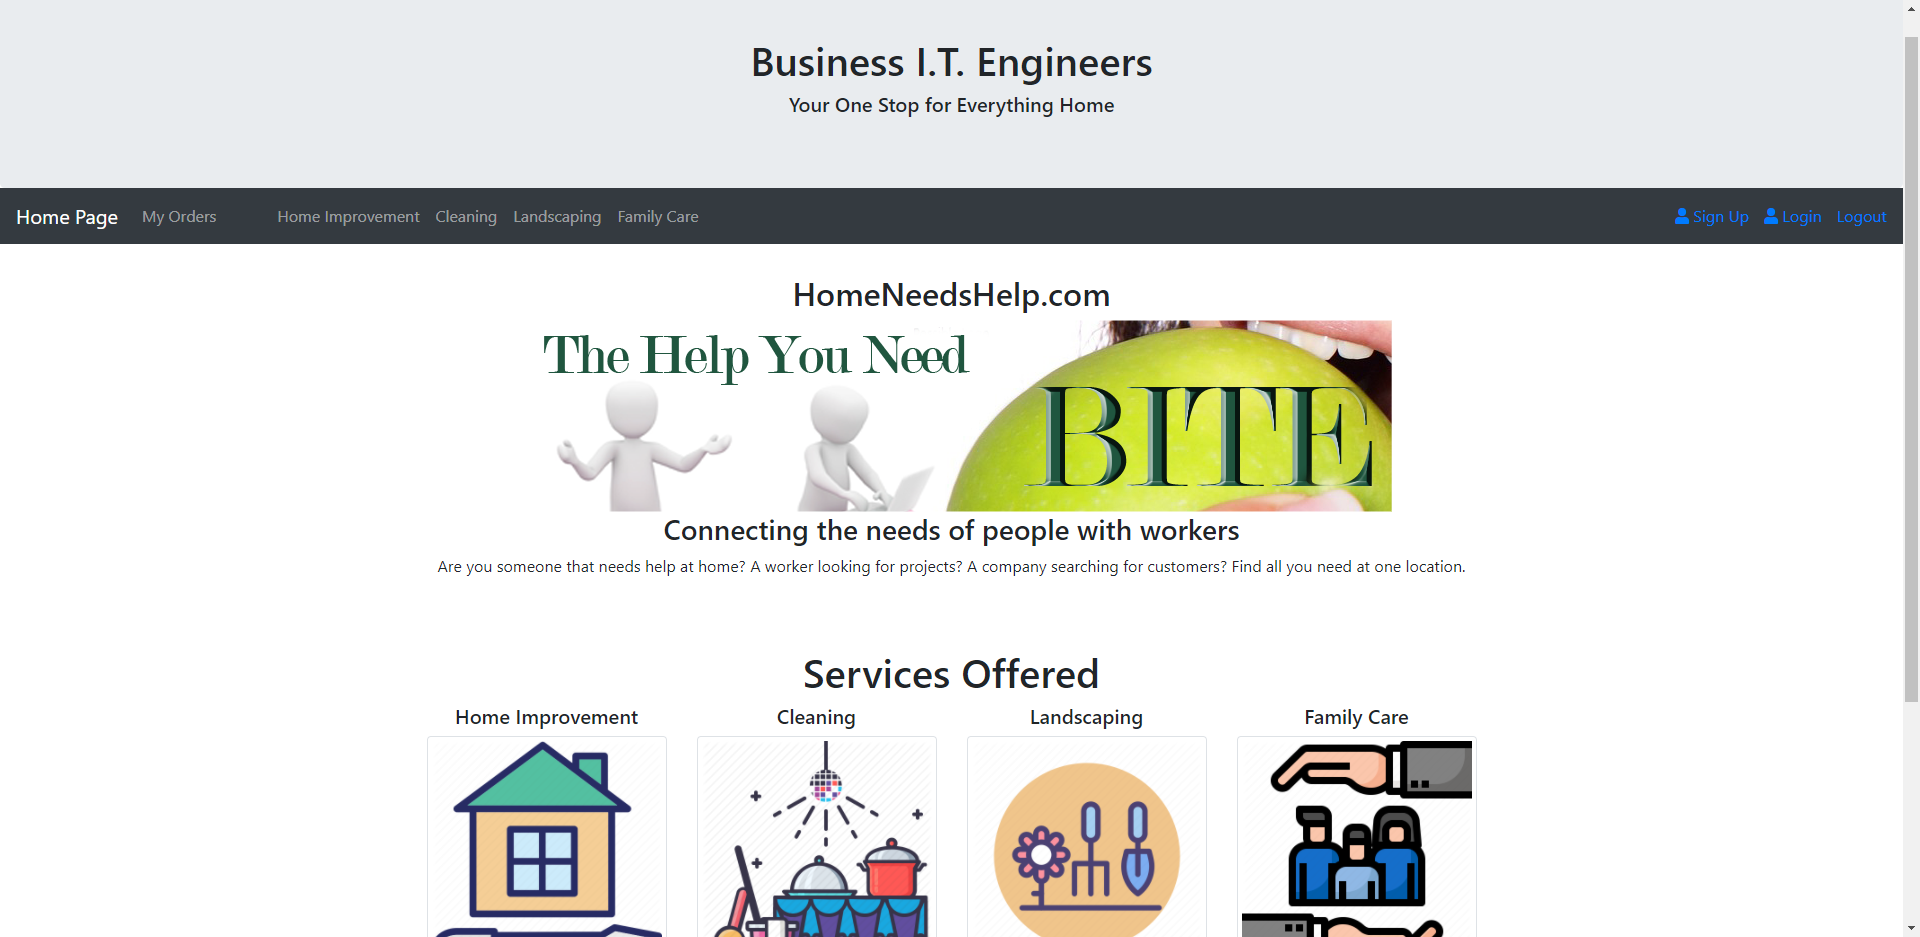 Business I.T. Engineers
Your One Stop for Everything Home
Home Page My Orders Home Improvement Cleaning Landscaping Family Care Sign Up Login Logout
HomeNeedsHelp.com
The Help You Need
BITE
Connecting the needs of people with workers
Are you someone that needs help at home? A worker looking for projects? A company searching for customers? Find all you need at one location.
Services Offered
Home Improvement Cleaning Landscaping Family Care